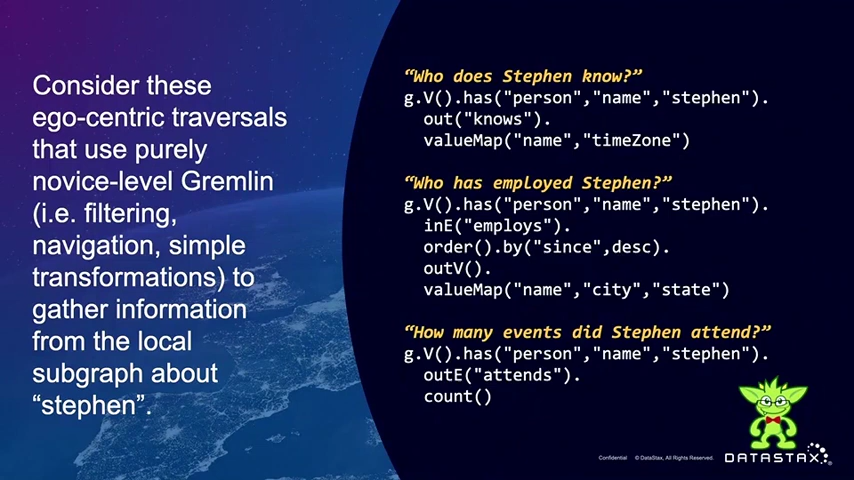 Consider these
ego-centric traversals
that use purely
novice-level Gremlin
(i.e. filtering,
navigation, simple
transformations) to
gather information
from the local
subgraph about
“stephen”.
“Who does Stephen know?”
g.V().has("person","name","stephen").
out("knows").
valueMap("name","timeZone")
“Who has employed Stephen?”
g.V().has("person","name","stephen").
inE("employs").
order().by("since",desc).
outV().
valueMap("name","city","state")
“How many events did Stephen attend?”
g.V().has("person","name","stephen").
outE("attends").
count()
Confidential © DataStax, All Rights Reserved.
DATASTAX®